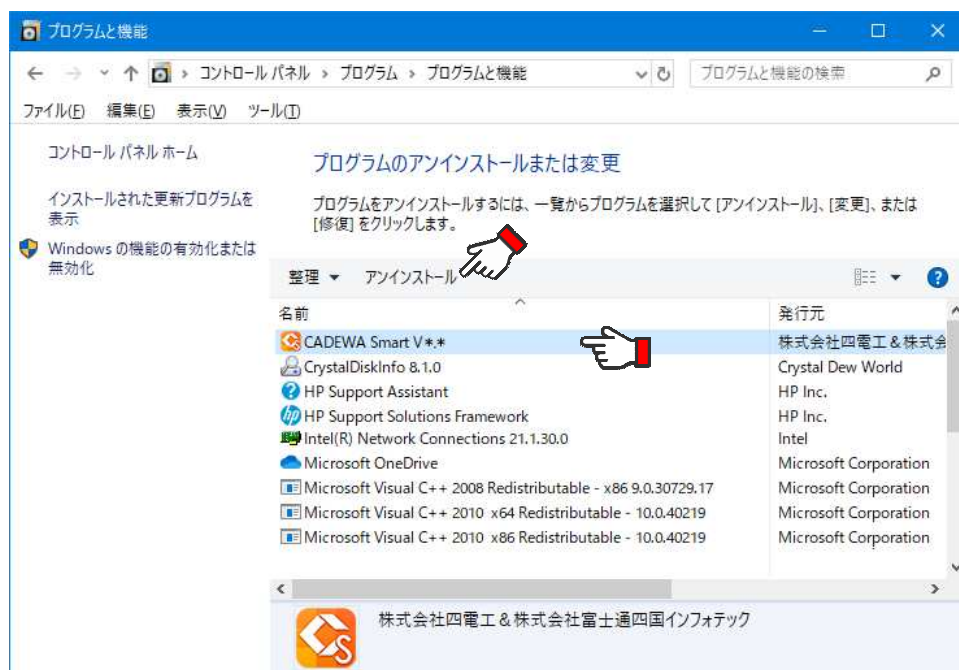 プログラムと機能
コントロール パネル › プログラム › プログラムと機能
プログラムと機能の検索
ファイル(F) 編集(E) 表示(V) ツール(T)
コントロール パネル ホーム
インストールされた更新プログラムを
表示
Windows の機能の有効化または
無効化
プログラムのアンインストールまたは変更
プログラムをアンインストールするには、一覧からプログラムを選択して [アンインストール]、[変更]、または
[修復] をクリックします。
整理 アンインストール
名前 発行元
CADEWA Smart V*.* 株式会社四電工&株式会
CrystalDiskInfo 8.1.0 Crystal Dew World
HP Support Assistant HP Inc.
HP Support Solutions Framework HP Inc.
Intel(R) Network Connections 21.1.30.0 Intel
Microsoft OneDrive Microsoft Corporation
Microsoft Visual C++ 2008 Redistributable - x86 9.0.30729.17 Microsoft Corporation
Microsoft Visual C++ 2010 x64 Redistributable - 10.0.40219 Microsoft Corporation
Microsoft Visual C++ 2010 x86 Redistributable - 10.0.40219 Microsoft Corporation
株式会社四電工&株式会社富士通四国インフォテック